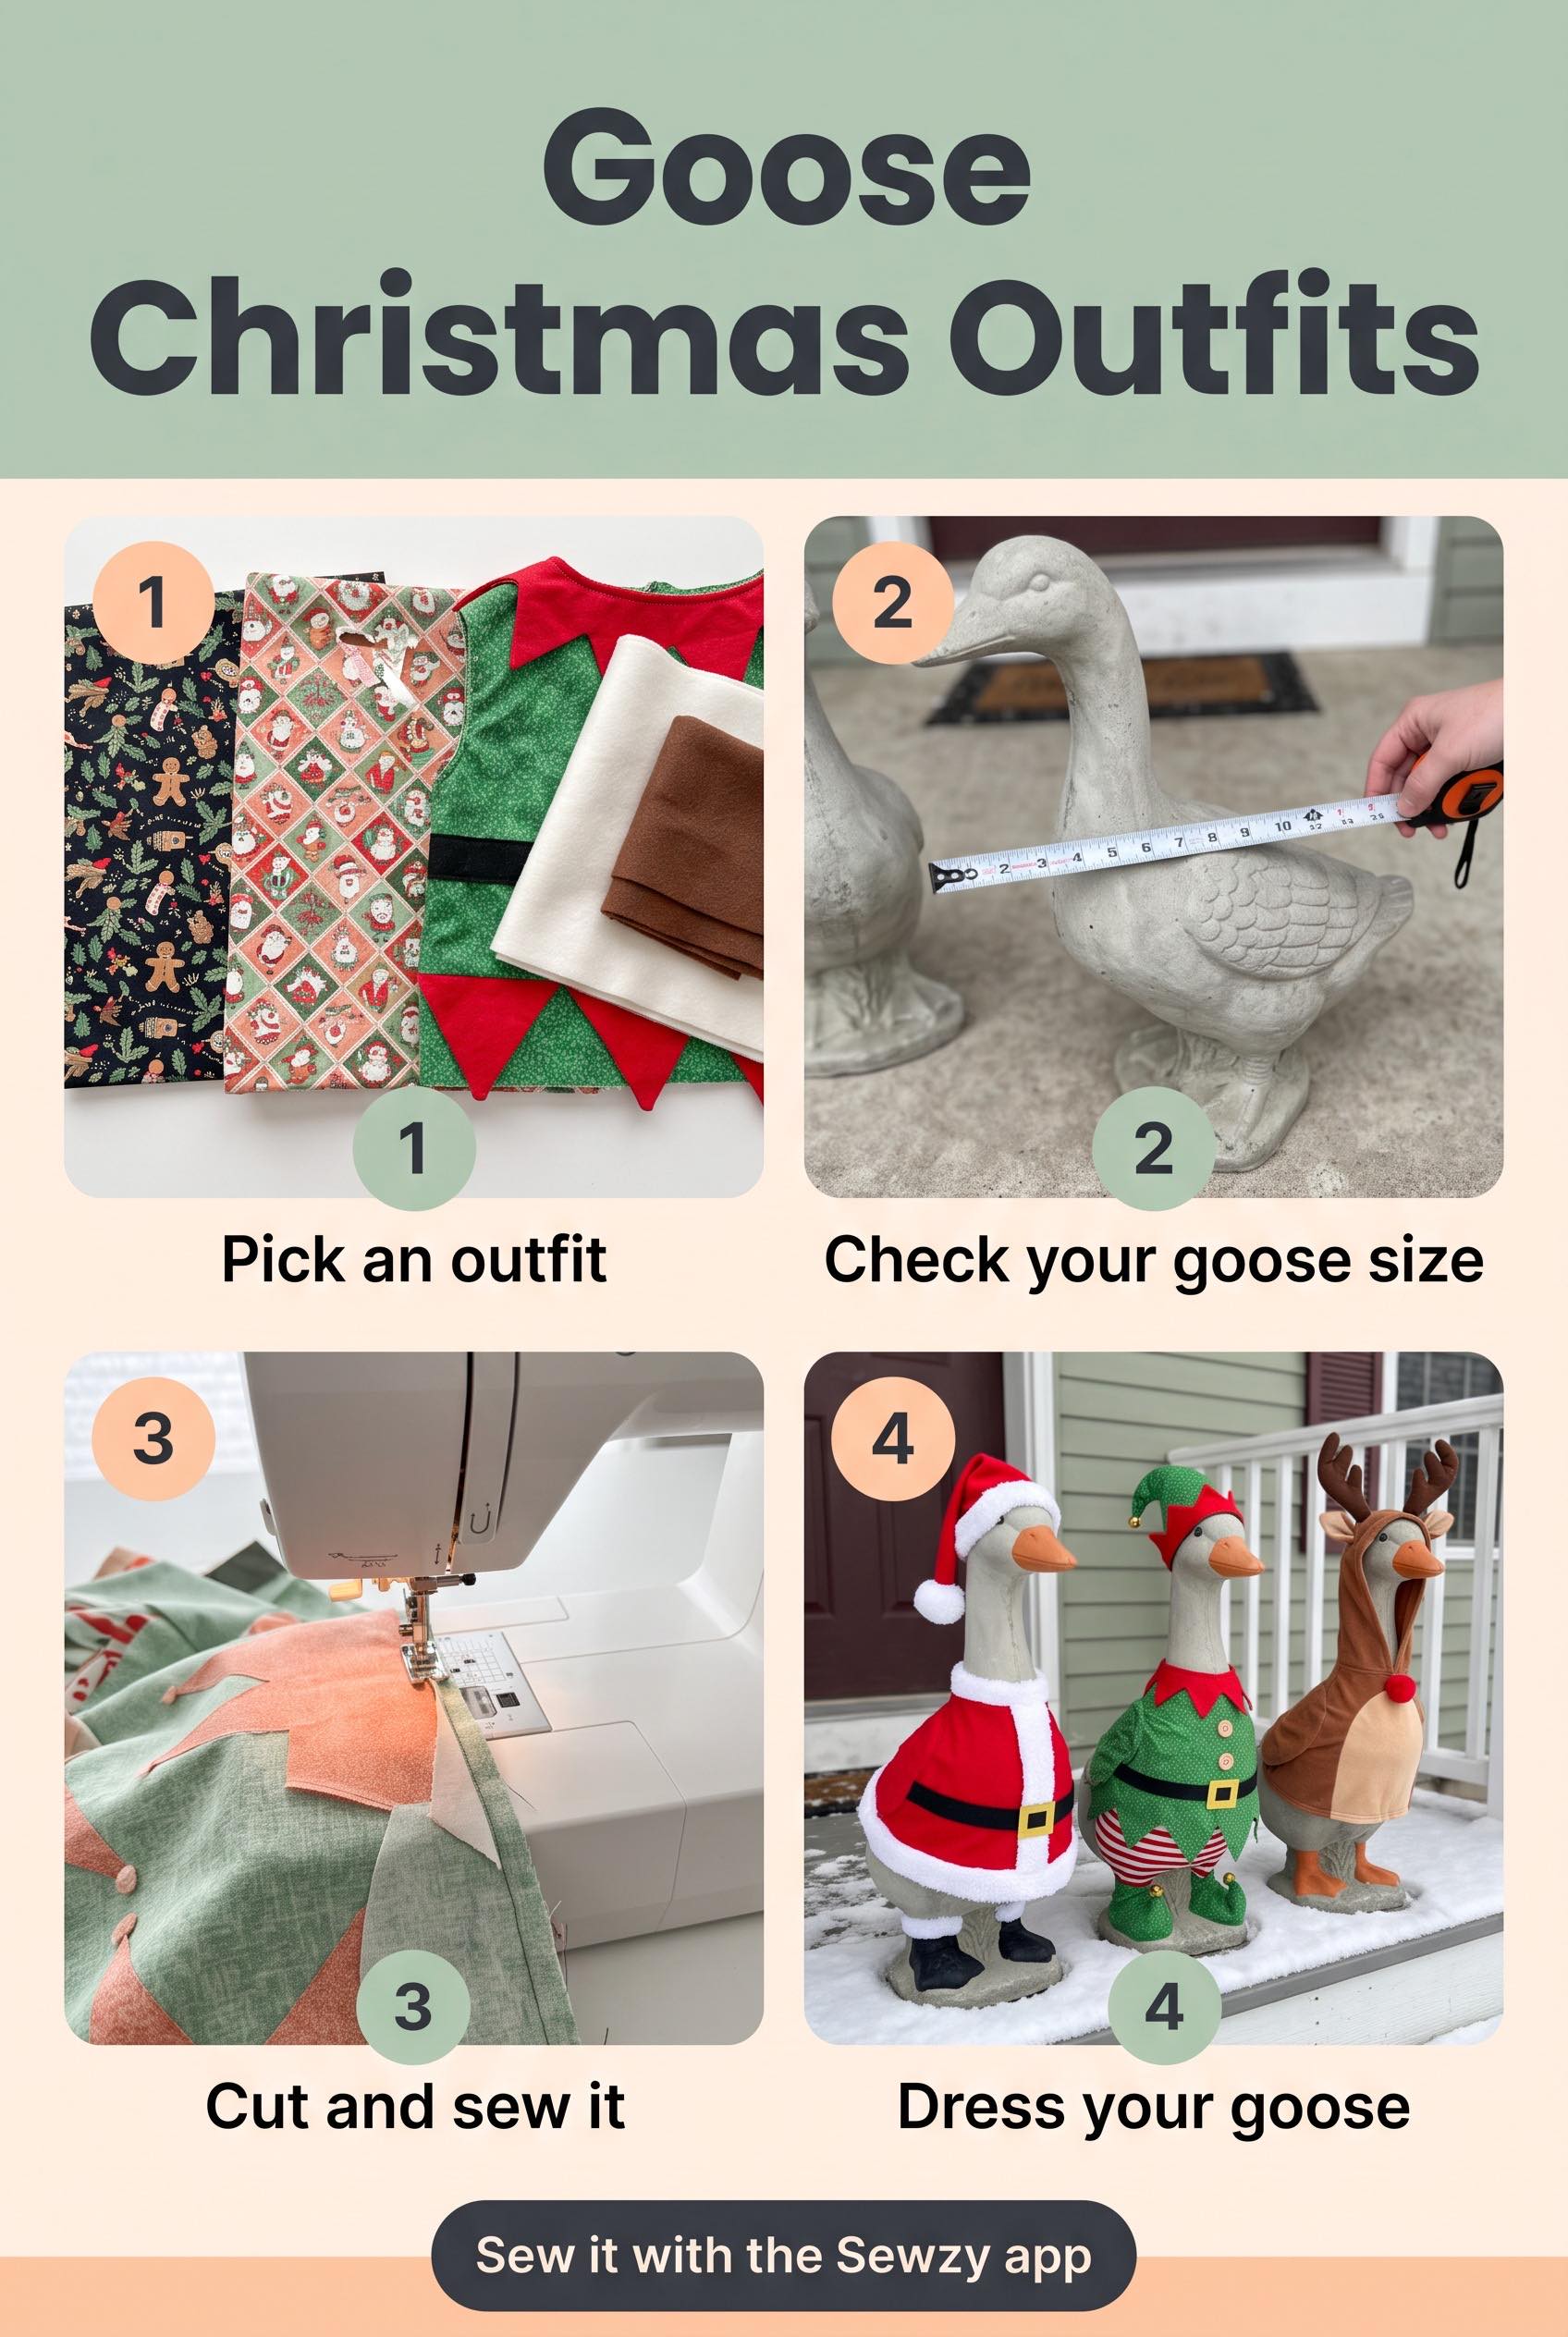 Goose
Christmas Outfits
1
2
1
2
Pick an outfit
Check your goose size
3
4
3
4
Cut and sew it
Dress your goose
Sew it with the Sewzy app